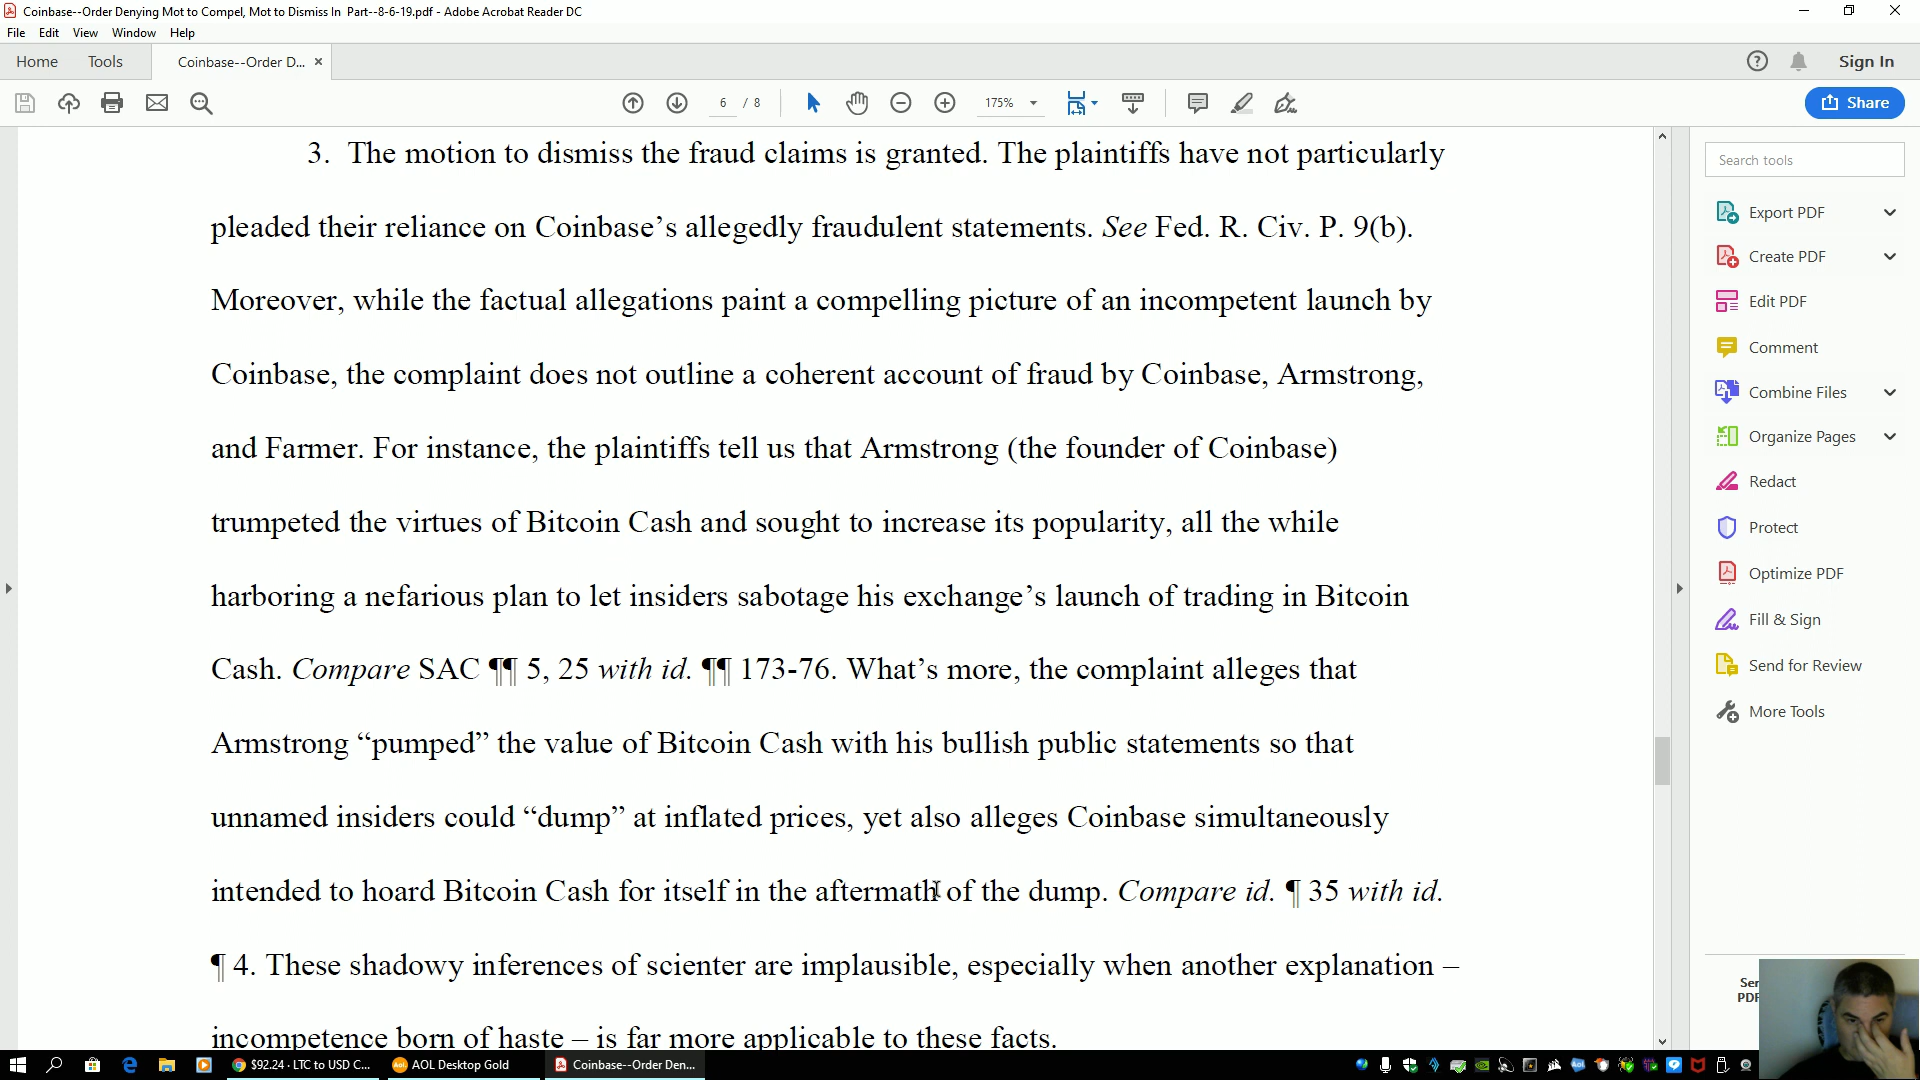 Coinbase--Order Denying Mot to Compel, Mot to Dismiss In Part--8-6-19.pdf - Adobe Acrobat Reader DC
File Edit View Window Help
Home Tools Coinbase--Order D... × Sign In
6 / 8 175% Share
3. The motion to dismiss the fraud claims is granted. The plaintiffs have not particularly
pleaded their reliance on Coinbase’s allegedly fraudulent statements. See Fed. R. Civ. P. 9(b).
Moreover, while the factual allegations paint a compelling picture of an incompetent launch by
Coinbase, the complaint does not outline a coherent account of fraud by Coinbase, Armstrong,
and Farmer. For instance, the plaintiffs tell us that Armstrong (the founder of Coinbase)
trumpeted the virtues of Bitcoin Cash and sought to increase its popularity, all the while
harboring a nefarious plan to let insiders sabotage his exchange’s launch of trading in Bitcoin
Cash. Compare SAC ¶¶ 5, 25 with id. ¶¶ 173-76. What’s more, the complaint alleges that
Armstrong “pumped” the value of Bitcoin Cash with his bullish public statements so that
unnamed insiders could “dump” at inflated prices, yet also alleges Coinbase simultaneously
intended to hoard Bitcoin Cash for itself in the aftermath of the dump. Compare id. ¶ 35 with id.
¶ 4. These shadowy inferences of scienter are implausible, especially when another explanation –
incompetence born of haste – is far more applicable to these facts.
Search tools
Export PDF
Create PDF
Edit PDF
Comment
Combine Files
Organize Pages
Redact
Protect
Optimize PDF
Fill & Sign
Send for Review
More Tools
$92.24 · LTC to USD C... AOL Desktop Gold Coinbase--Order Den...